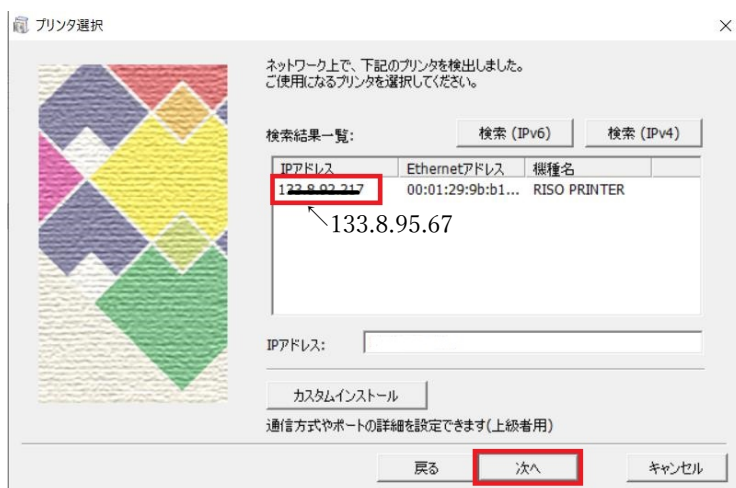 プリンタ選択
ネットワーク上で、下記のプリンタを検出しました。
ご使用になるプリンタを選択してください。
検索結果一覧:
検索 (IPv6)
検索 (IPv4)
IPアドレス Ethernetアドレス 機種名
133.8.92.217 00:01:29:9b:b1... RISO PRINTER
133.8.95.67
IPアドレス:
カスタムインストール
通信方式やポートの詳細を設定できます(上級者用)
戻る
次へ
キャンセル